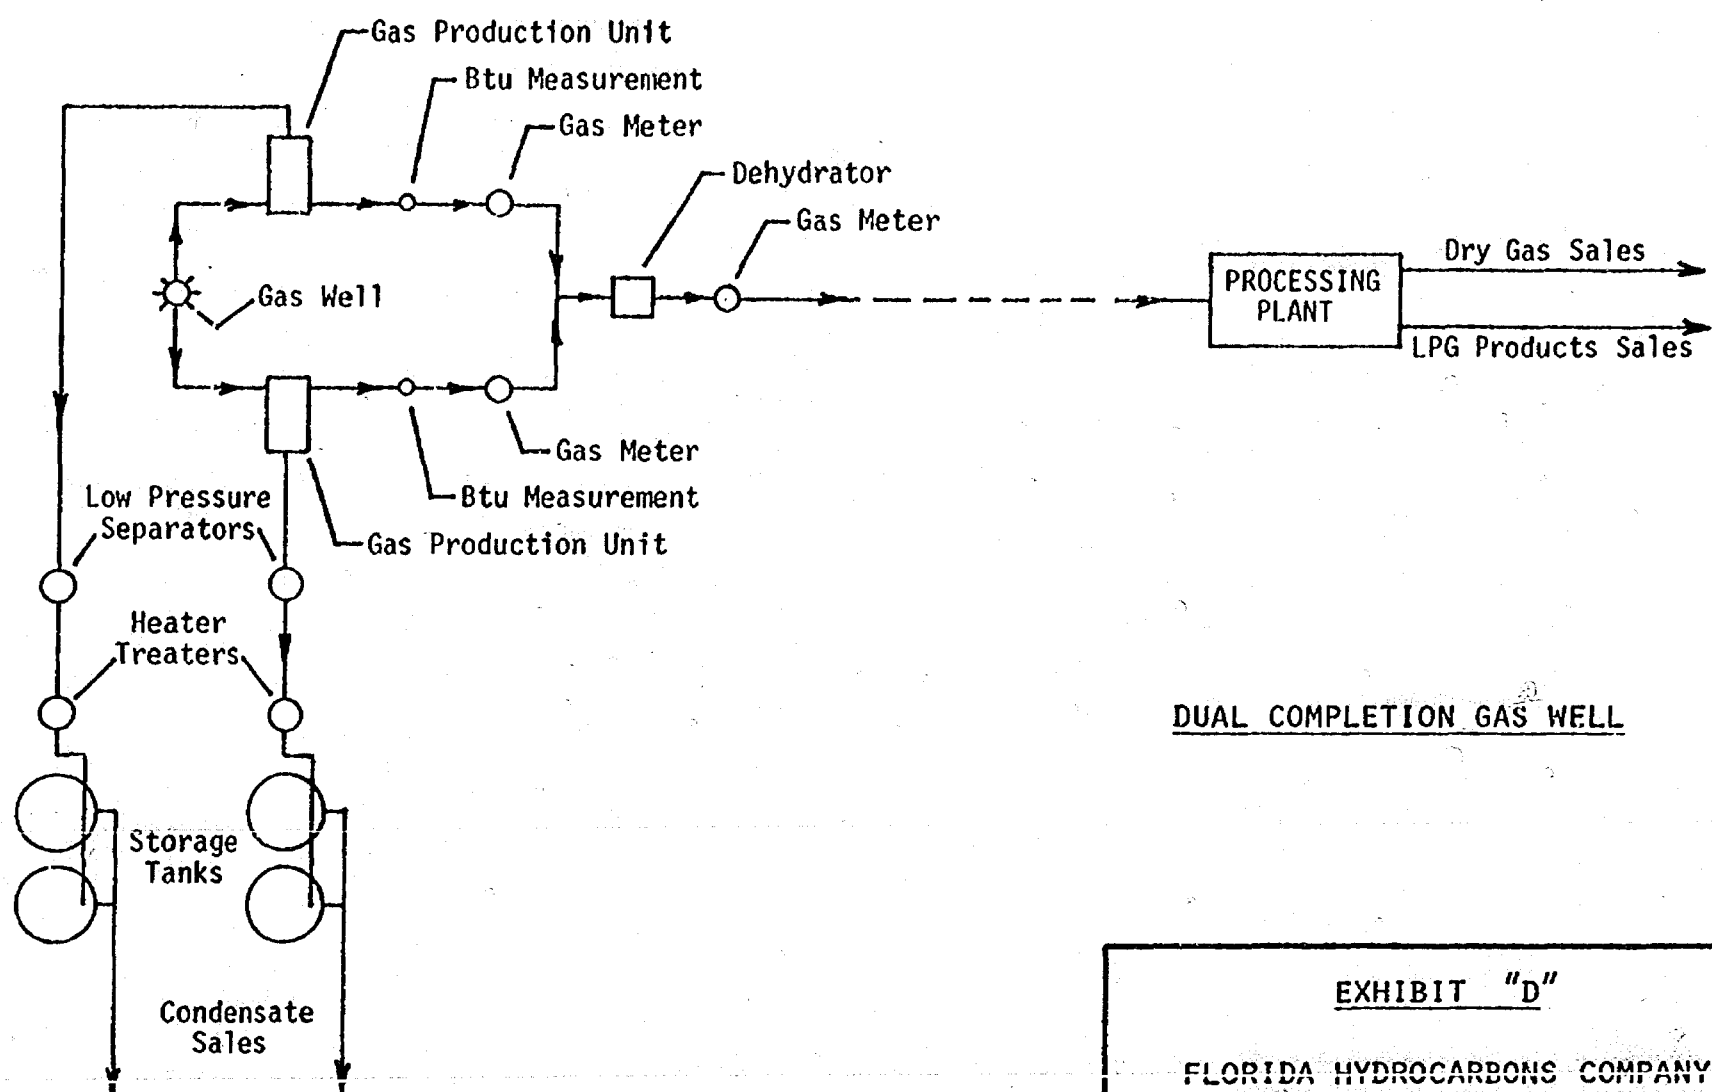 Gas Production Unit
Btu Measurement
Gas Meter
Dehydrator
Gas Meter
Dry Gas Sales
PROCESSING
PLANT
LPG Products Sales
Gas Well
Gas Meter
Btu Measurement
Gas Production Unit
Low Pressure
Separators
Heater
Treaters
DUAL COMPLETION GAS WELL
Storage
Tanks
Condensate
Sales
EXHIBIT "D"
FLORIDA HYDROCARBONS COMPANY